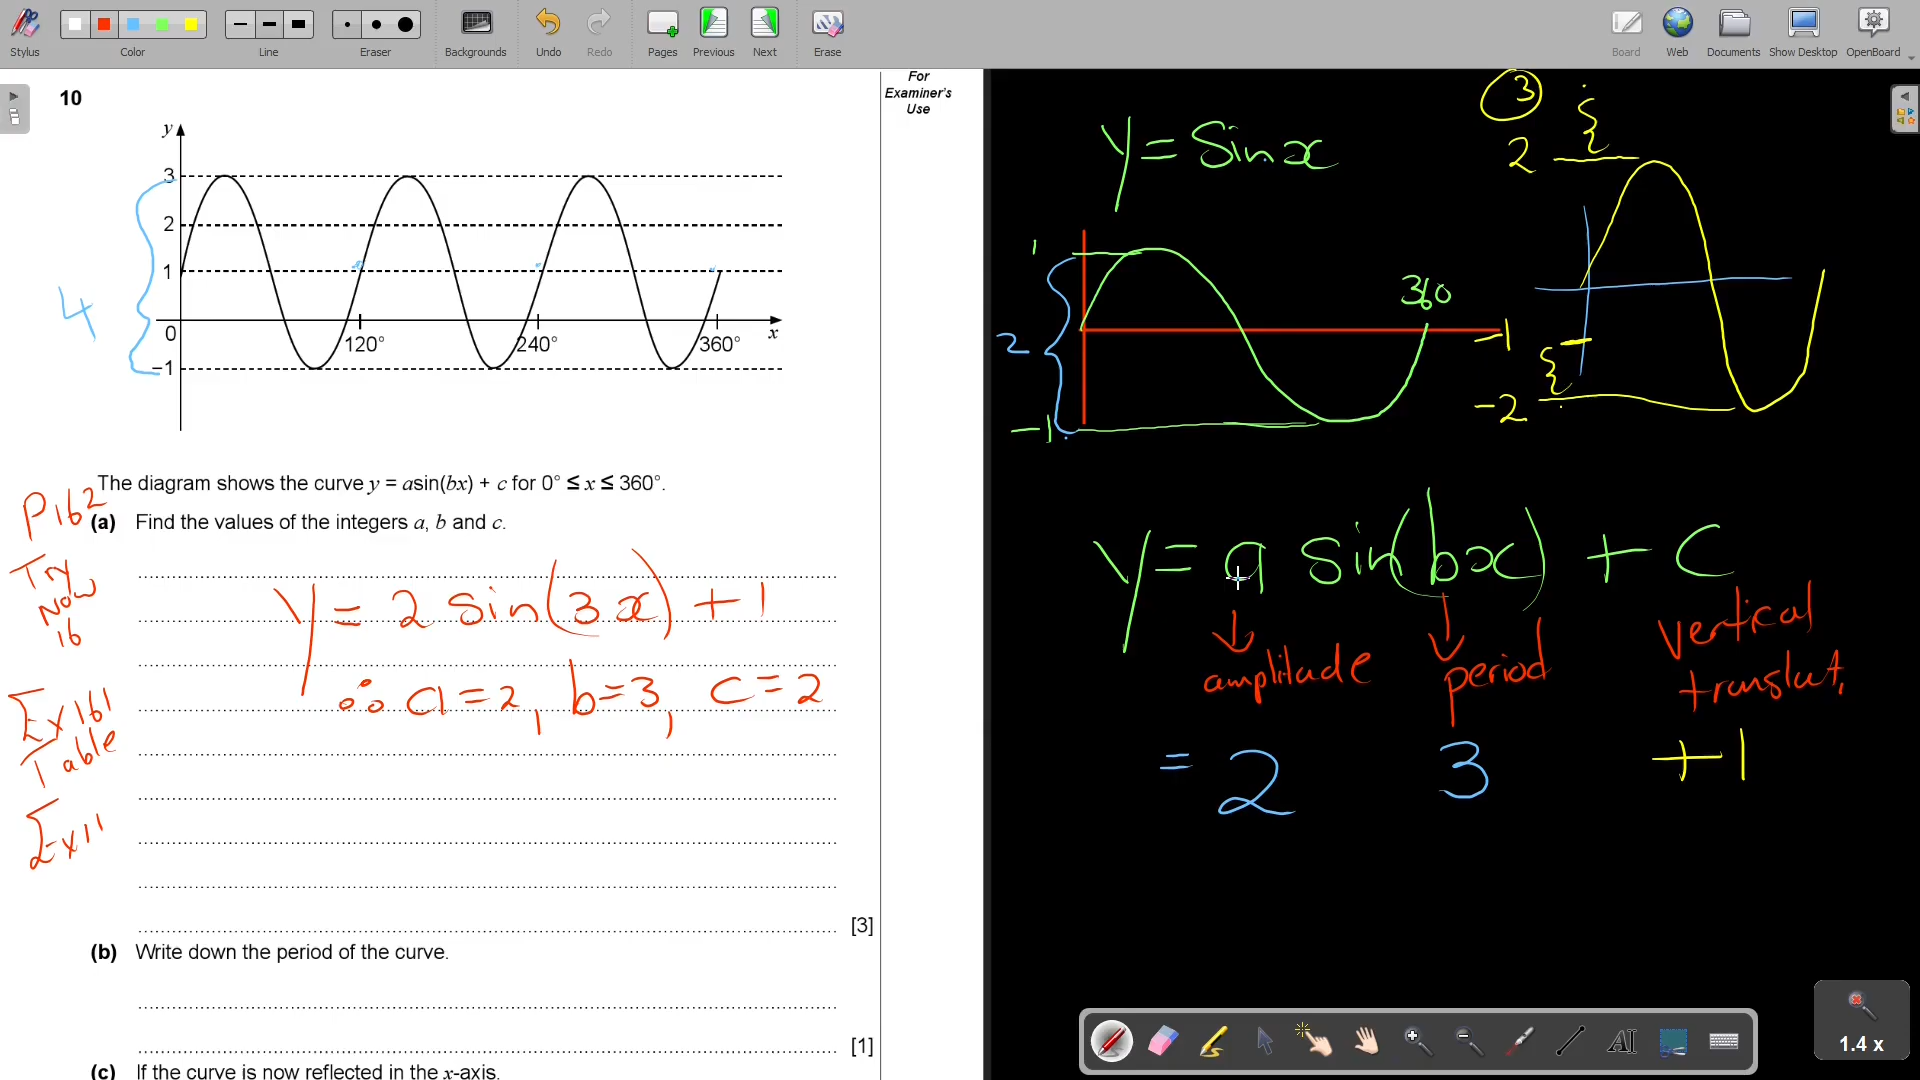 Stylus Color Line Eraser Backgrounds Undo Redo Pages Previous Next Erase Board Web Documents Show Desktop OpenBoard
10
For
Examiner's
Use
y
3
2
1
0
−1
120°
240°
360°
x
4
The diagram shows the curve y = asin(bx) + c for 0° ≤ x ≤ 360°.
(a) Find the values of the integers a, b and c.
P162
Try
Now
16
Ex 161
Table
Ex 11
y = 2 sin(3x) + 1
∴ a = 2, b = 3, c = 2
[3]
(b) Write down the period of the curve.
[1]
(c) If the curve is now reflected in the x-axis.
y = Sin x
1
2
−1
360
3
2
−1
−2
y = a sin(bx) + c
amplitude
period
vertical
translat.
= 2 3 +1
AI
1.4 x